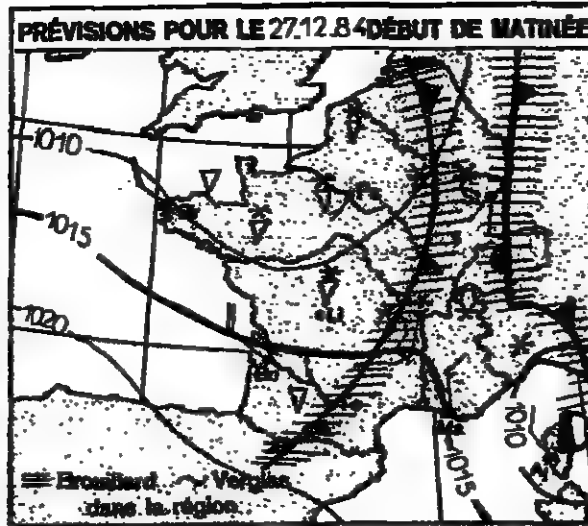 PRÉVISIONS POUR LE 27.12.84 DÉBUT DE MATINÉE
1010
1015
1020
1010
1015
≡ Brouillard ∾ Verglas
dans la région